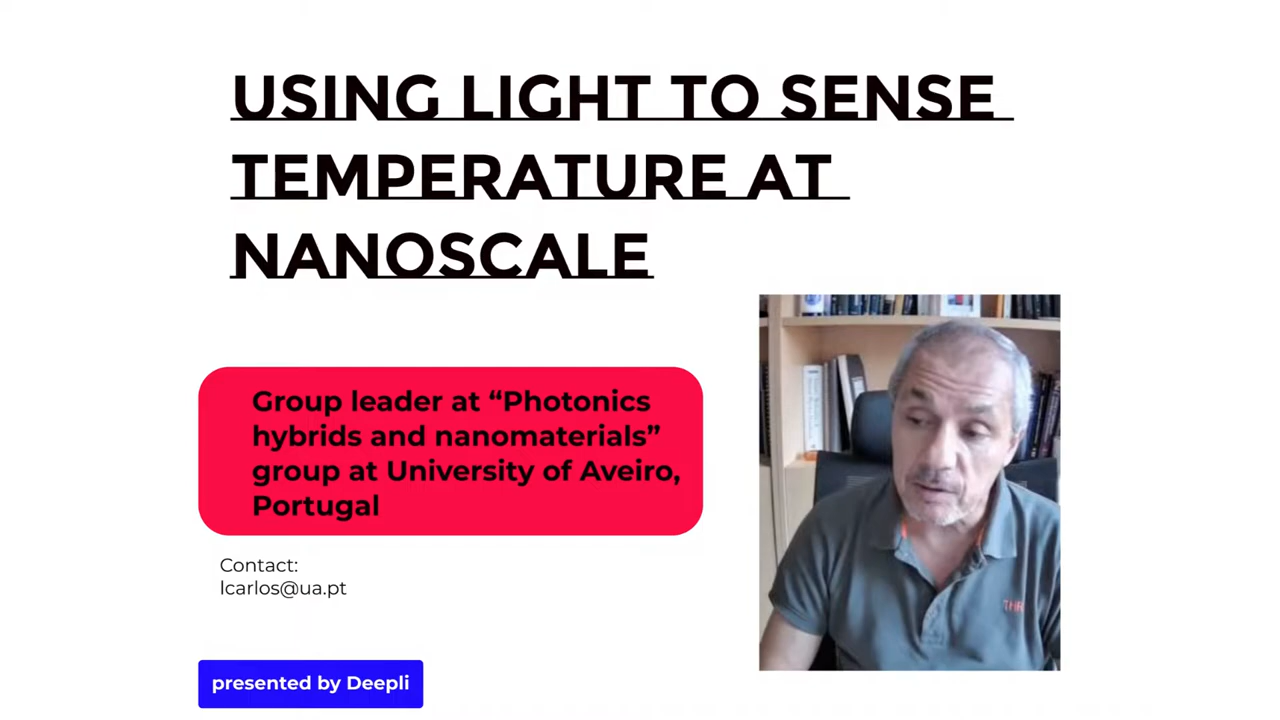 USING LIGHT TO SENSE
TEMPERATURE AT
NANOSCALE
Group leader at “Photonics
hybrids and nanomaterials”
group at University of Aveiro,
Portugal
Contact:
lcarlos@ua.pt
presented by Deepli
THR